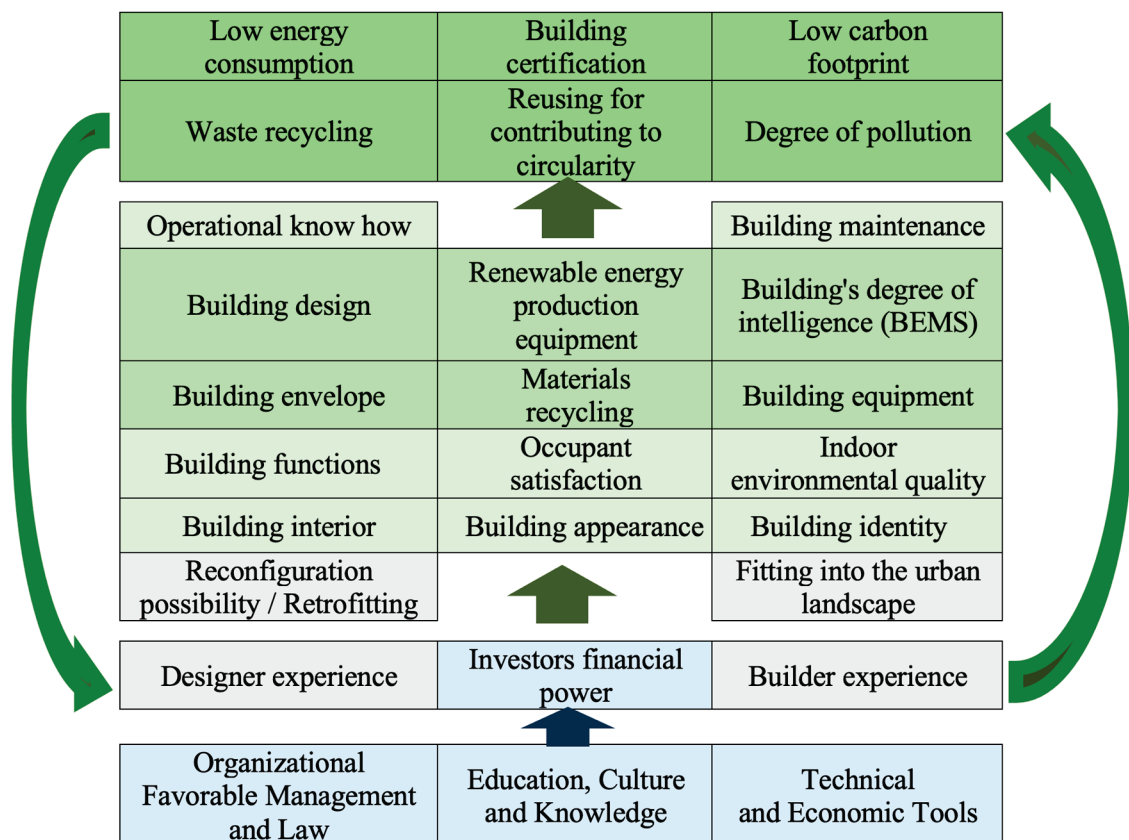 Low energy
consumption
Building
certification
Low carbon
footprint
Waste recycling
Reusing for
contributing to
circularity
Degree of pollution
Operational know how
Building maintenance
Building design
Renewable energy
production
equipment
Building's degree of
intelligence (BEMS)
Building envelope
Materials
recycling
Building equipment
Building functions
Occupant
satisfaction
Indoor
environmental quality
Building interior
Building appearance
Building identity
Reconfiguration
possibility / Retrofitting
Fitting into the urban
landscape
Designer experience
Investors financial
power
Builder experience
Organizational
Favorable Management
and Law
Education, Culture
and Knowledge
Technical
and Economic Tools